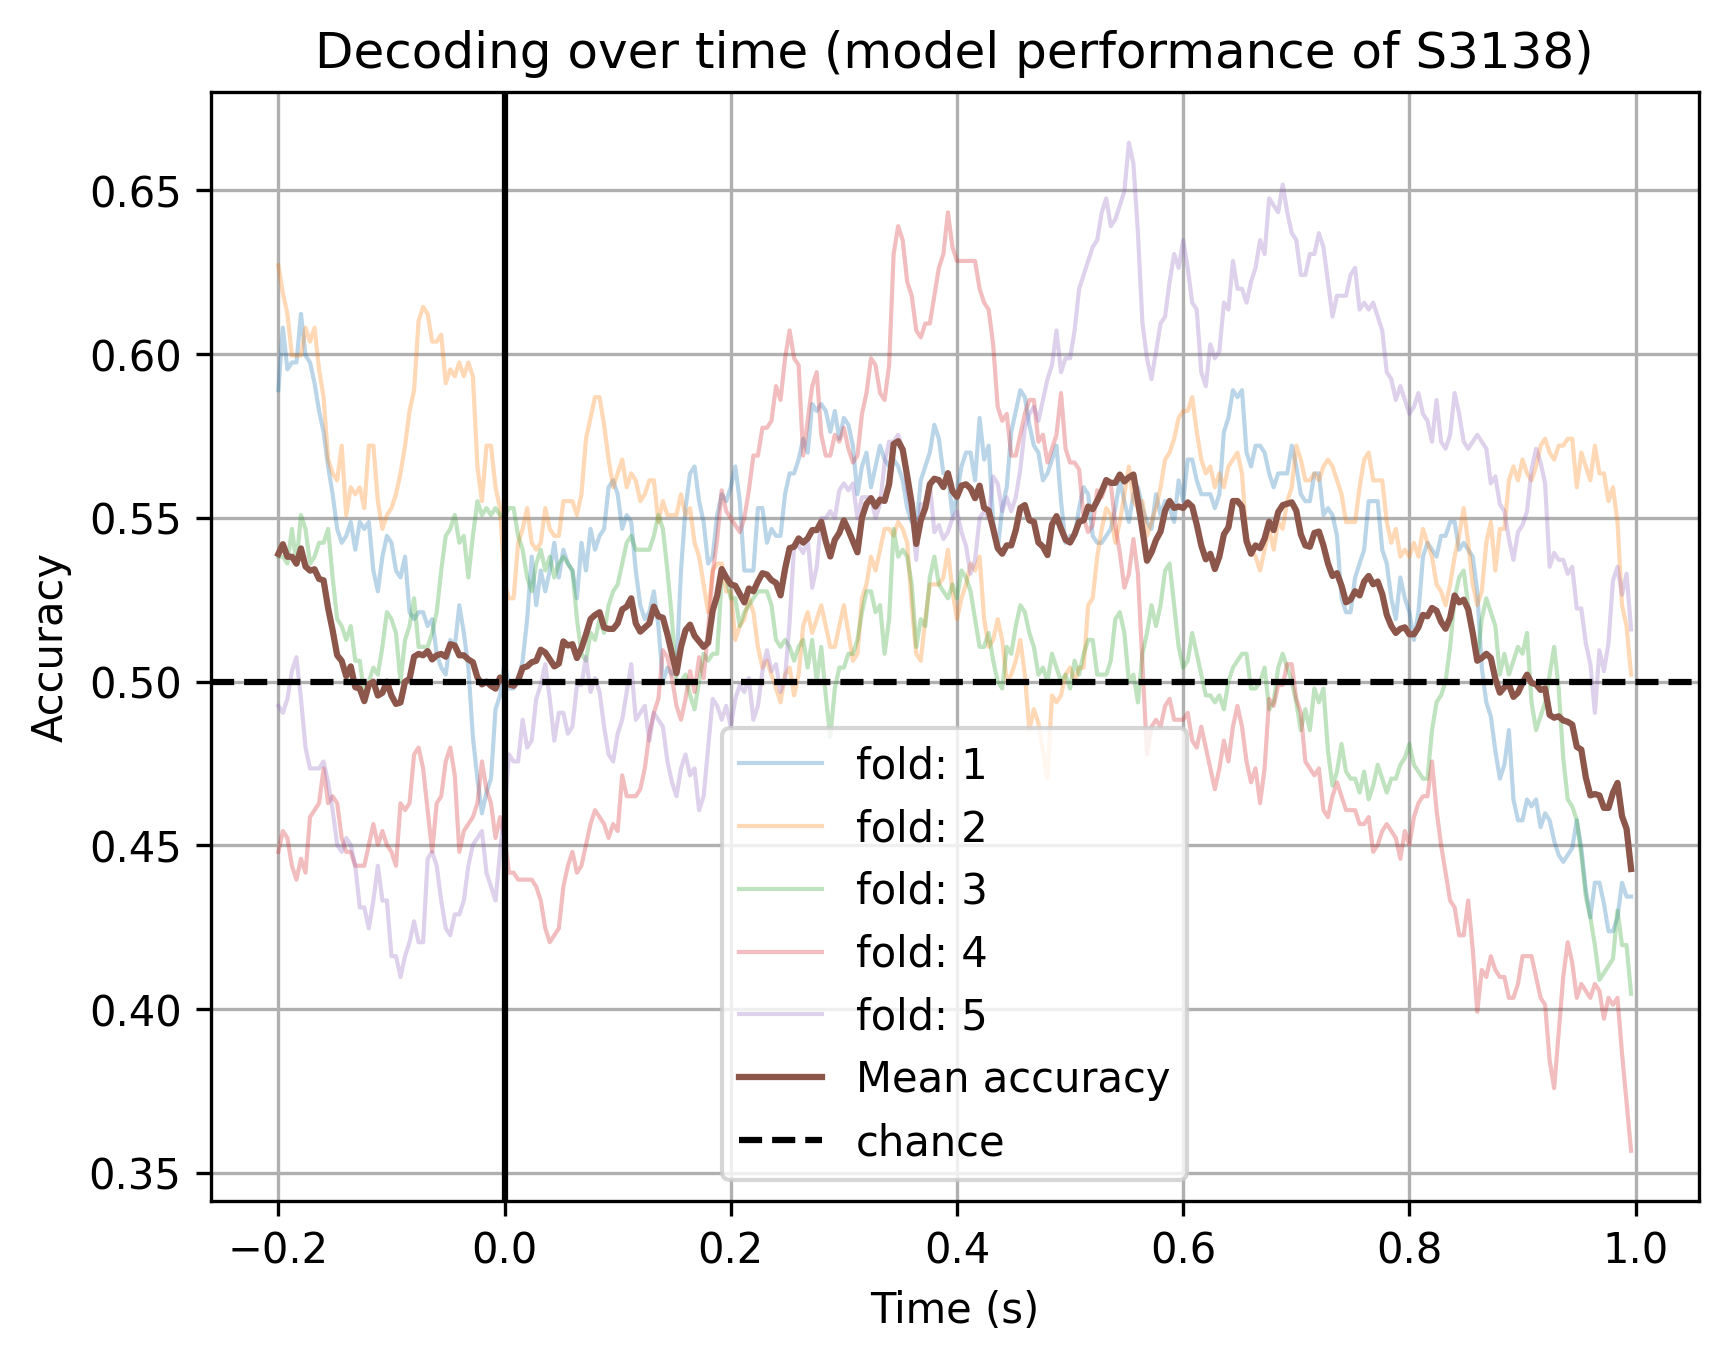 Decoding over time (model performance of S3138)
Accuracy
0.65
0.60
0.55
0.50
0.45
0.40
0.35
fold: 1
fold: 2
fold: 3
fold: 4
fold: 5
Mean accuracy
chance
−0.2 0.0 0.2 0.4 0.6 0.8 1.0
Time (s)